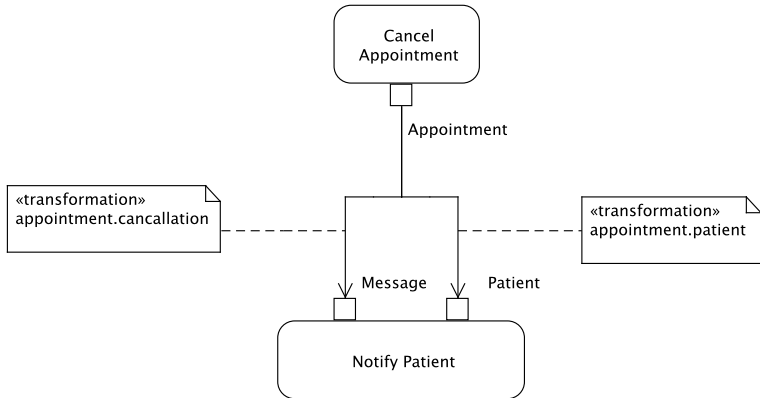 Cancel
Appointment
Appointment
«transformation»
appointment.cancallation
«transformation»
appointment.patient
Message
Patient
Notify Patient